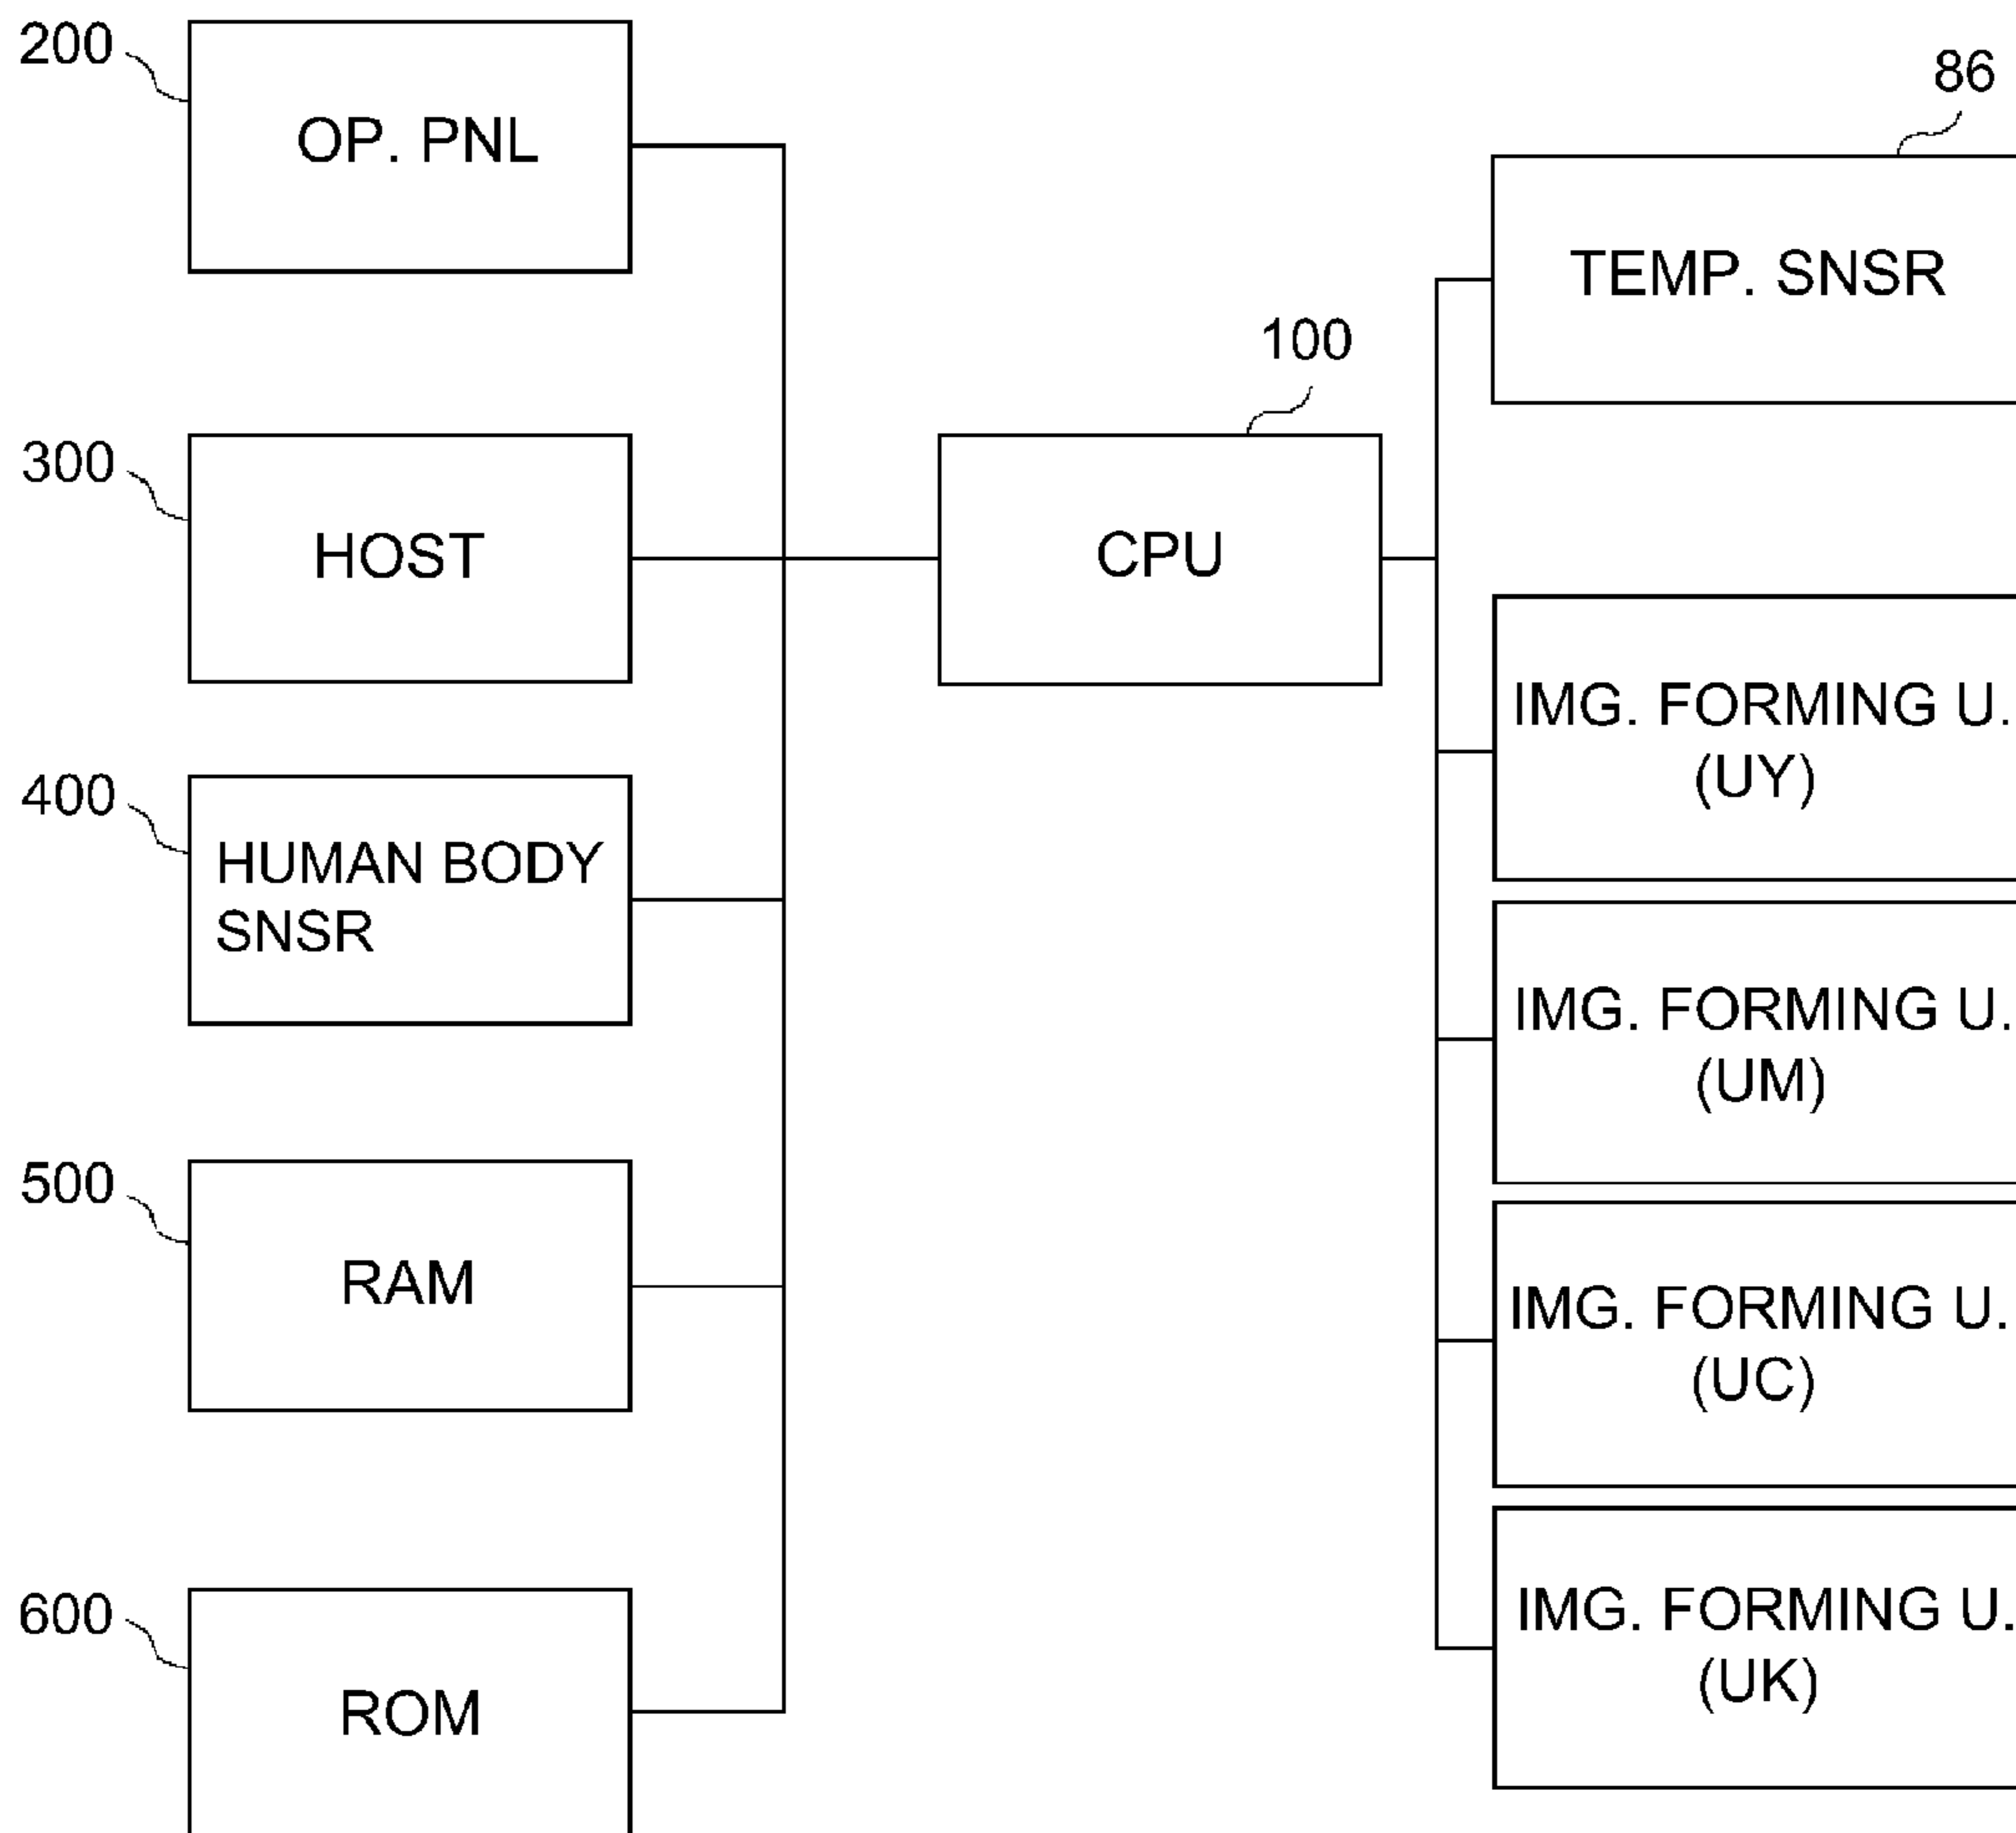 200
OP. PNL
300
HOST
400
HUMAN BODY
SNSR
500
RAM
600
ROM
100
CPU
86
TEMP. SNSR
IMG. FORMING U.
(UY)
IMG. FORMING U.
(UM)
IMG. FORMING U.
(UC)
IMG. FORMING U.
(UK)